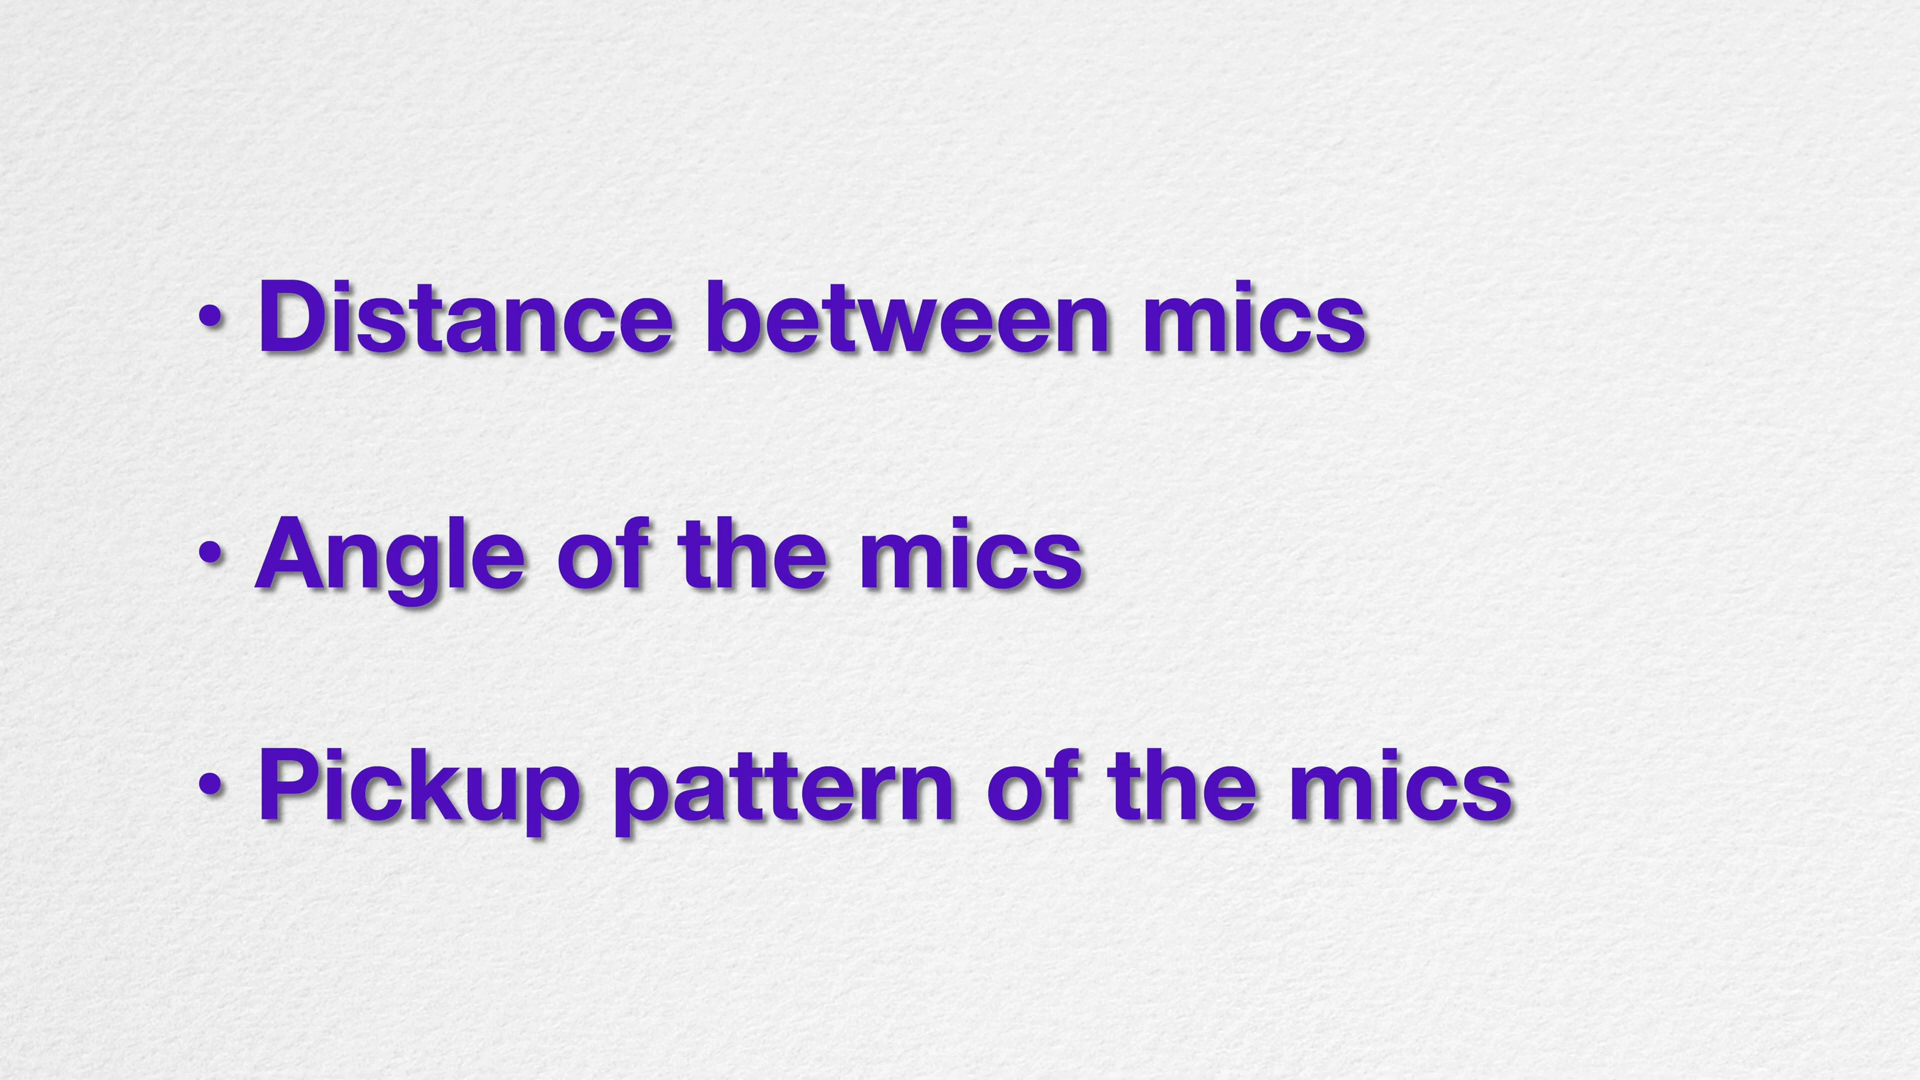 • Distance between mics
• Angle of the mics
• Pickup pattern of the mics